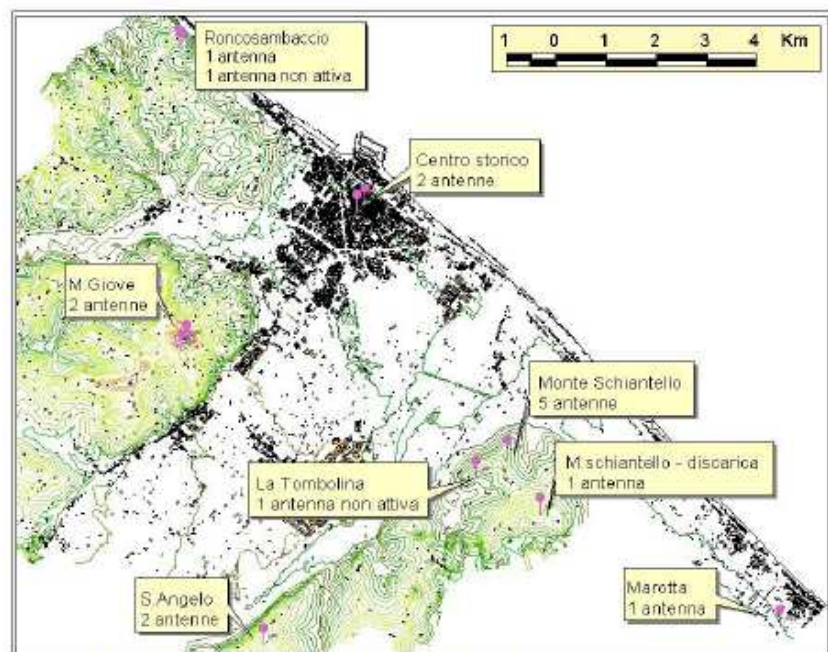 Roncosambaccio
1 antenna
1 antenna non attiva
1 0 1 2 3 4 Km
Centro storico
2 antenne
M.Giove
2 antenne
Monte Schiantello
5 antenne
La Tombolina
1 antenna non attiva
M.schiantello - discarica
1 antenna
S.Angelo
2 antenne
Marotta
1 antenna